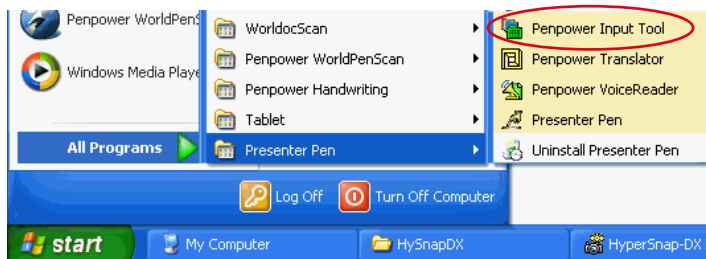 Penpower WorldPenS
Windows Media Playe
All Programs
WorldocScan
Penpower WorldPenScan
Penpower Handwriting
Tablet
Presenter Pen
Penpower Input Tool
Penpower Translator
Penpower VoiceReader
Presenter Pen
Uninstall Presenter Pen
Log Off
Turn Off Computer
start
My Computer
HySnapDX
HyperSnap-DX